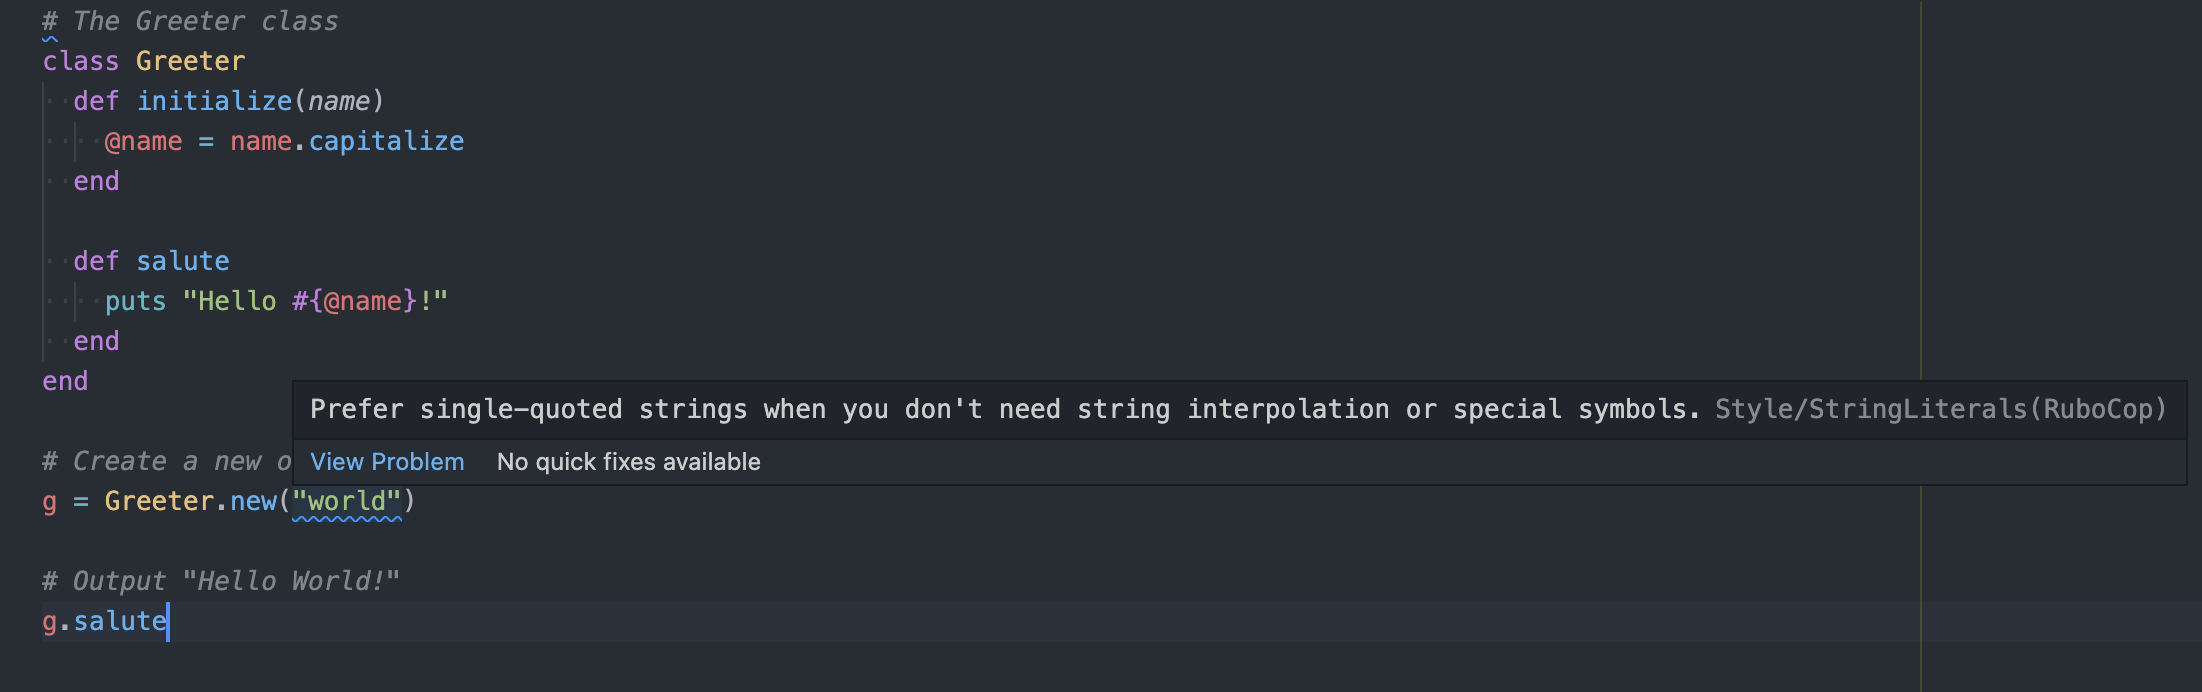 # The Greeter class
class Greeter
  def initialize(name)
    @name = name.capitalize
  end

  def salute
    puts "Hello #{@name}!"
  end
end
Prefer single-quoted strings when you don't need string interpolation or special symbols. Style/StringLiterals(RuboCop)
View Problem No quick fixes available
# Create a new o
g = Greeter.new("world")

# Output "Hello World!"
g.salute